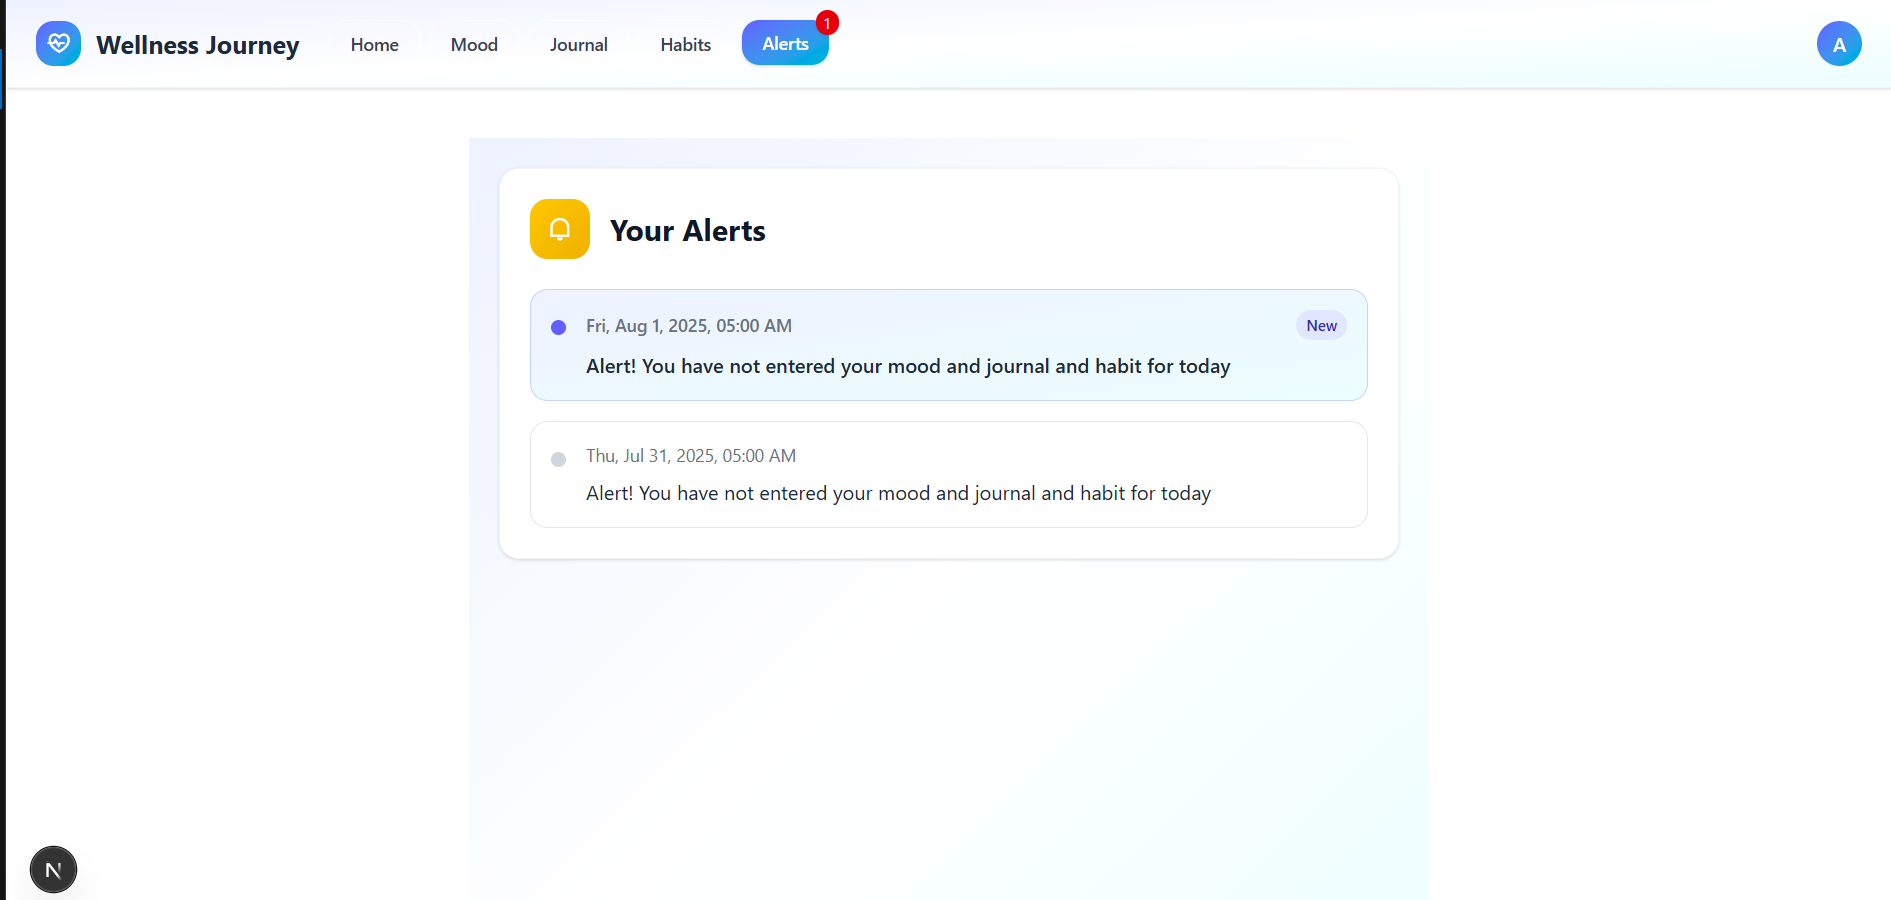 Wellness Journey
Home
Mood
Journal
Habits
Alerts
1
A
Your Alerts
Fri, Aug 1, 2025, 05:00 AM
New
Alert! You have not entered your mood and journal and habit for today
Thu, Jul 31, 2025, 05:00 AM
Alert! You have not entered your mood and journal and habit for today
N